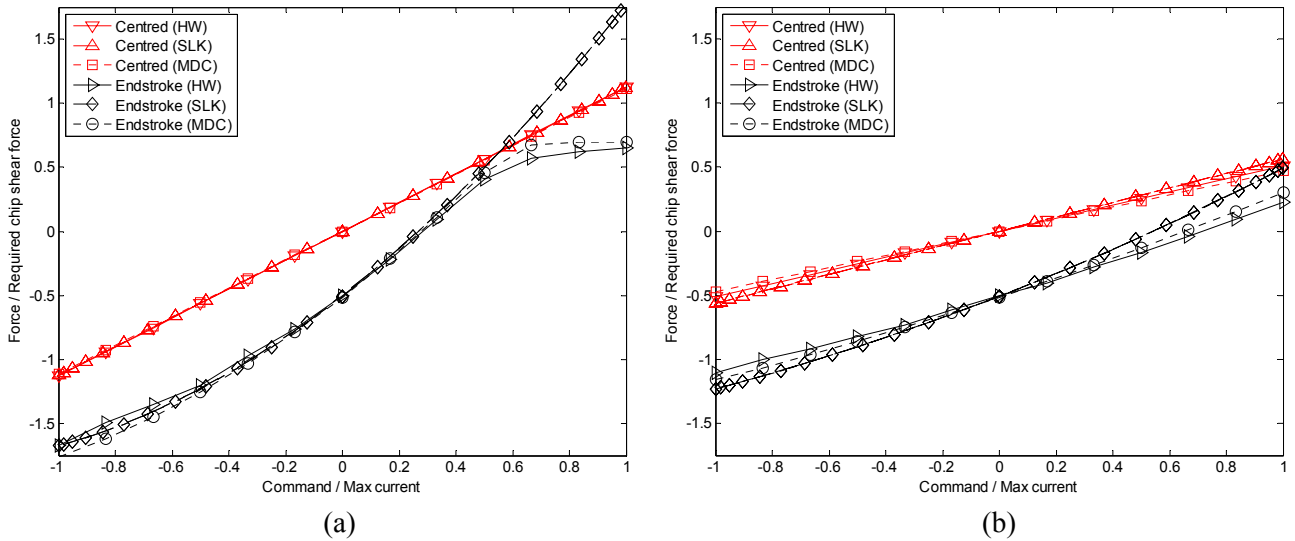 Centred (HW)
Centred (SLK)
Centred (MDC)
Endstroke (HW)
Endstroke (SLK)
Endstroke (MDC)
Force / Required chip shear force
1.5
1
0.5
0
-0.5
-1
-1.5
-1 -0.8 -0.6 -0.4 -0.2 0 0.2 0.4 0.6 0.8 1
Command / Max current
(a)
Centred (HW)
Centred (SLK)
Centred (MDC)
Endstroke (HW)
Endstroke (SLK)
Endstroke (MDC)
Force / Required chip shear force
1.5
1
0.5
0
-0.5
-1
-1.5
-1 -0.8 -0.6 -0.4 -0.2 0 0.2 0.4 0.6 0.8 1
Command / Max current
(b)